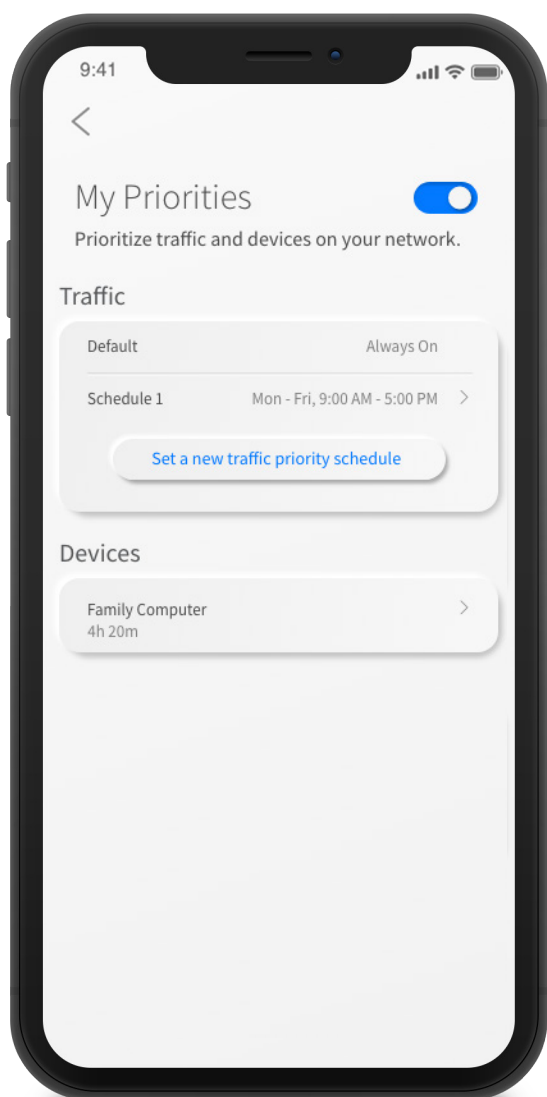 9:41
My Priorities
Prioritize traffic and devices on your network.
Traffic
Default Always On
Schedule 1 Mon - Fri, 9:00 AM - 5:00 PM
Set a new traffic priority schedule
Devices
Family Computer
4h 20m